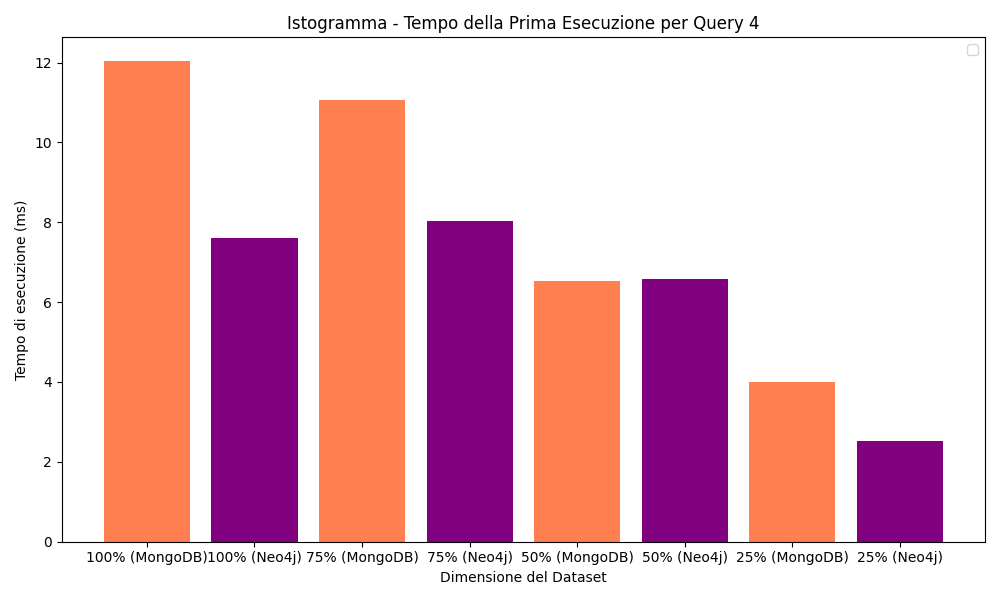 Istogramma - Tempo della Prima Esecuzione per Query 4
Tempo di esecuzione (ms)
12
10
8
6
4
2
0
100% (MongoDB) 100% (Neo4j) 75% (MongoDB) 75% (Neo4j) 50% (MongoDB) 50% (Neo4j) 25% (MongoDB) 25% (Neo4j)
Dimensione del Dataset